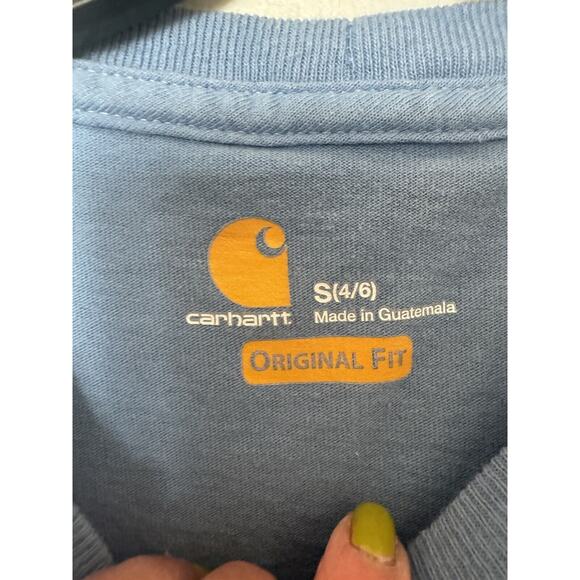 carhartt
S(4/6)
Made in Guatemala
ORIGINAL FIT